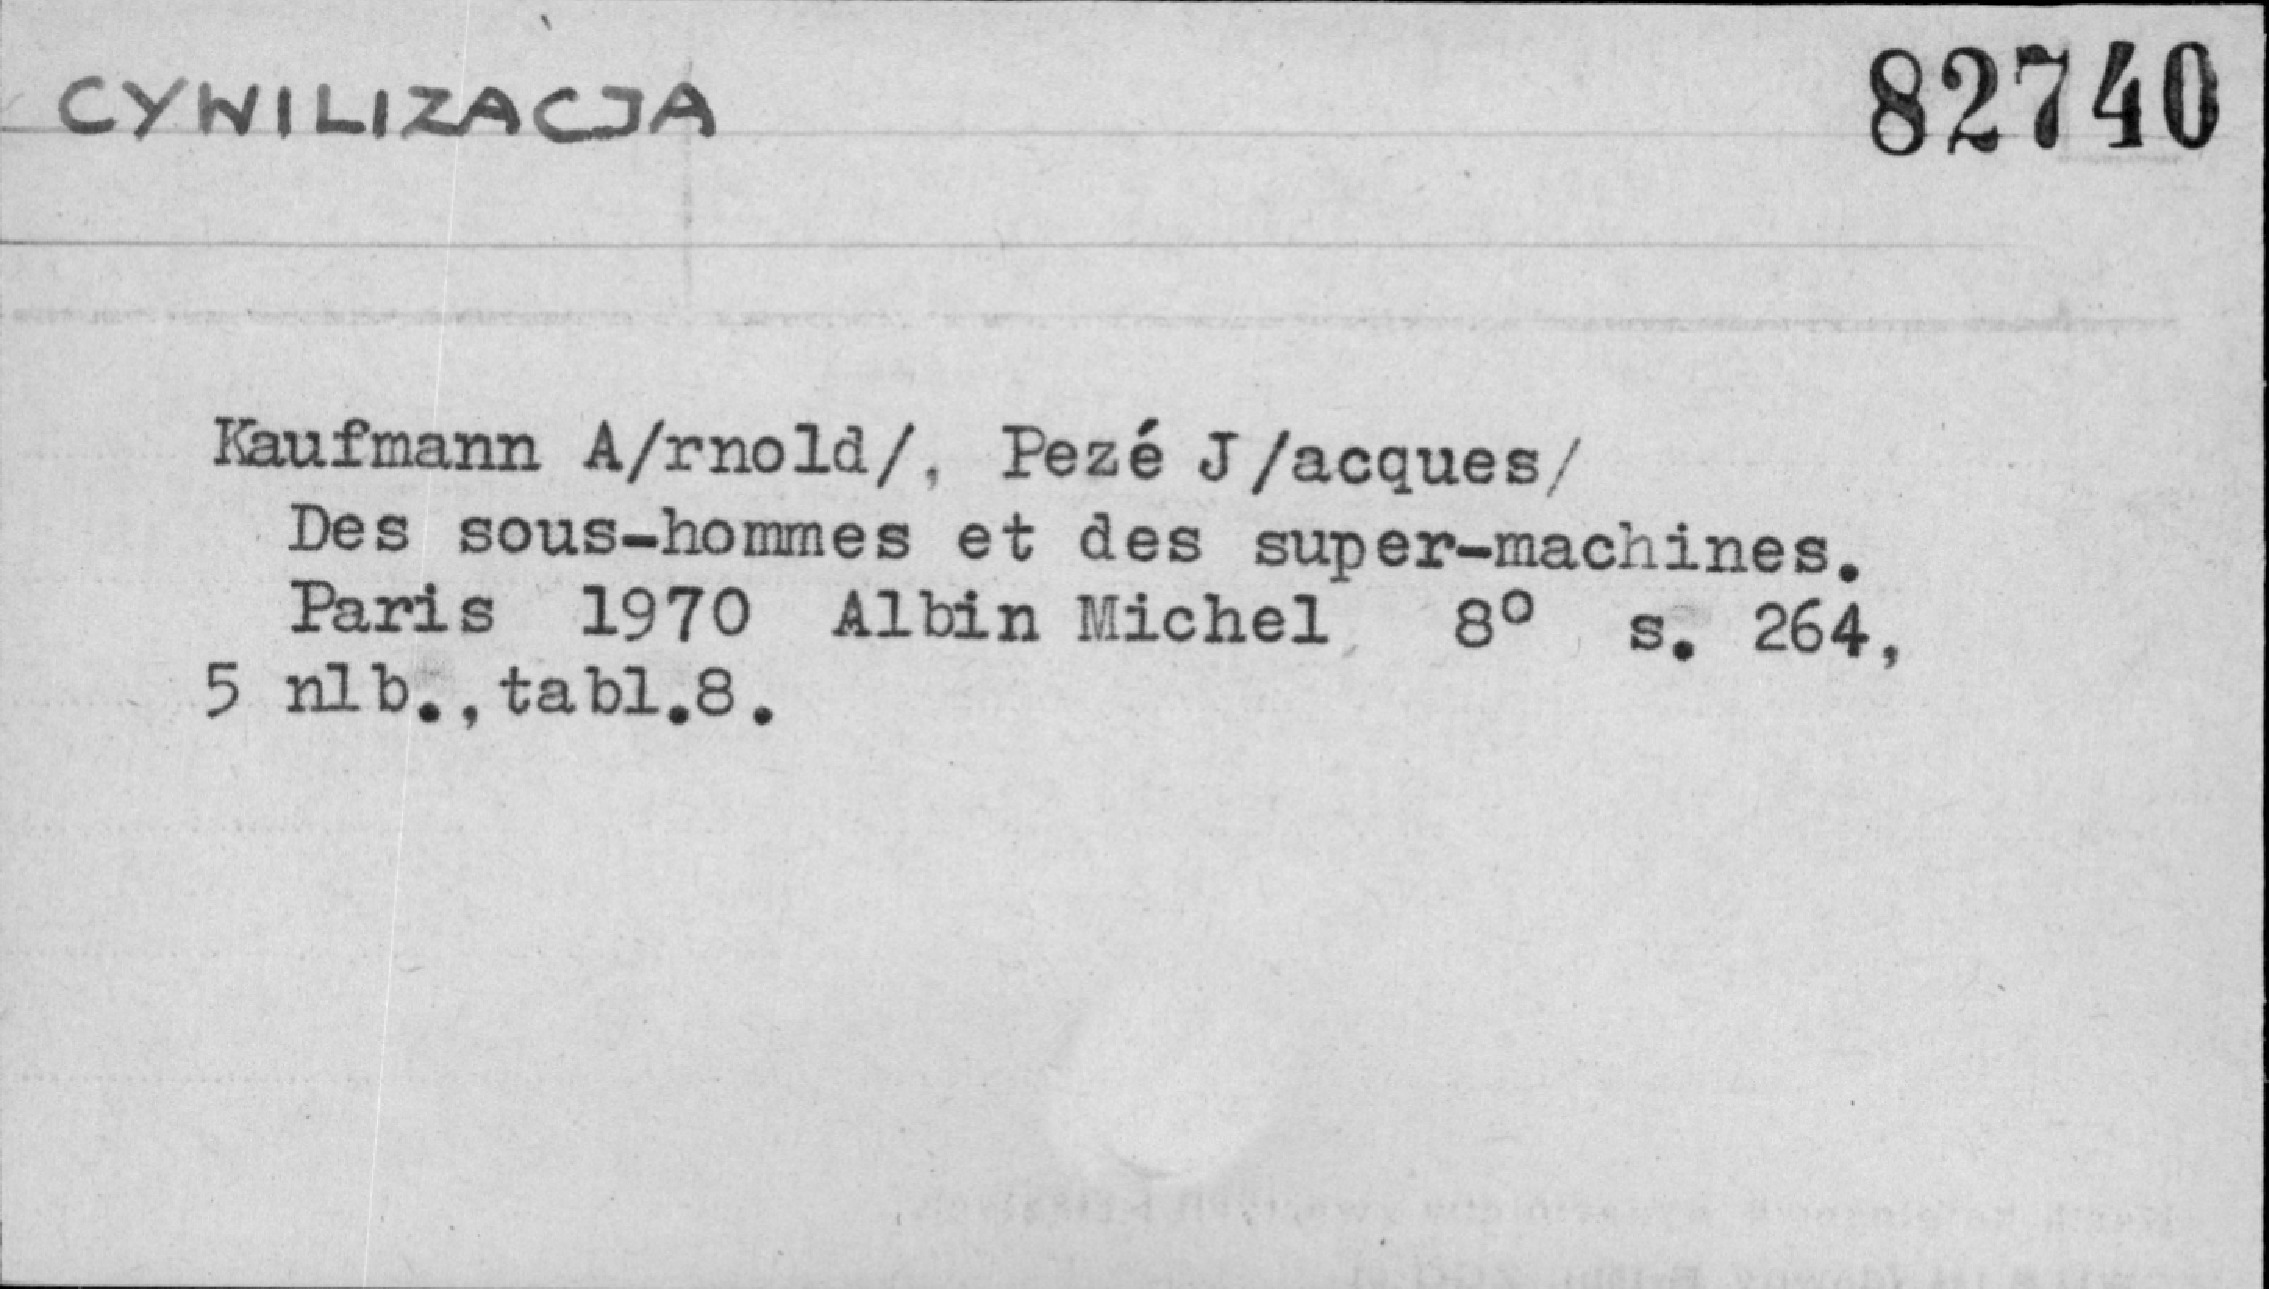 CYWILIZACJA
82740
Kaufmann A/rnold/, Pezé J/acques/
Des sous-hommes et des super-machines.
Paris 1970 Albin Michel 8º s. 264,
5 nlb.,tabl.8.